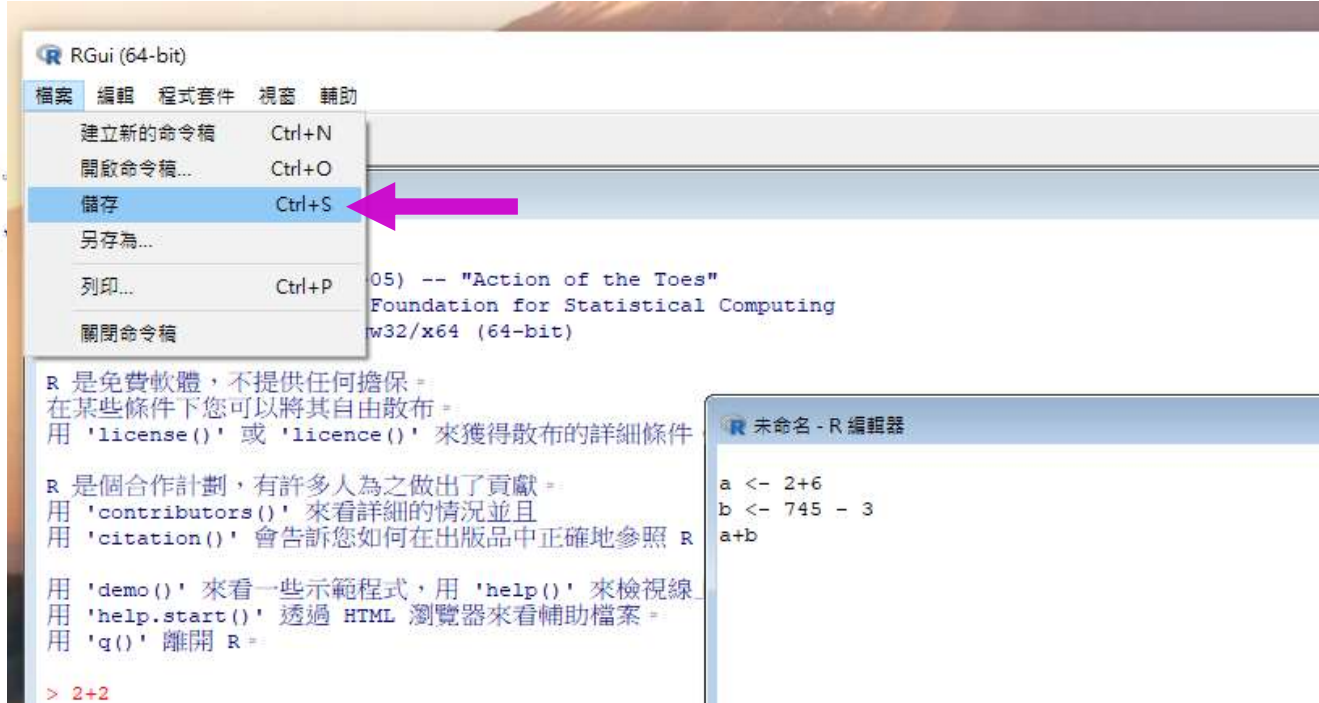 RGui (64-bit)
檔案 編輯 程式套件 視窗 輔助
建立新的命令稿 Ctrl+N
開啟命令稿... Ctrl+O
儲存 Ctrl+S
另存為...
列印... Ctrl+P
關閉命令稿
05) -- "Action of the Toes"
Foundation for Statistical Computing
w32/x64 (64-bit)
R 是免費軟體，不提供任何擔保。
在某些條件下您可以將其自由散布。
用 'license()' 或 'licence()' 來獲得散布的詳細條件
R 是個合作計劃，有許多人為之做出了貢獻。
用 'contributors()' 來看詳細的情況並且
用 'citation()' 會告訴您如何在出版品中正確地參照 R
用 'demo()' 來看一些示範程式，用 'help()' 來檢視線
用 'help.start()' 透過 HTML 瀏覽器來看輔助檔案。
用 'q()' 離開 R。
> 2+2
未命名 - R 編輯器
a <- 2+6
b <- 745 - 3
a+b